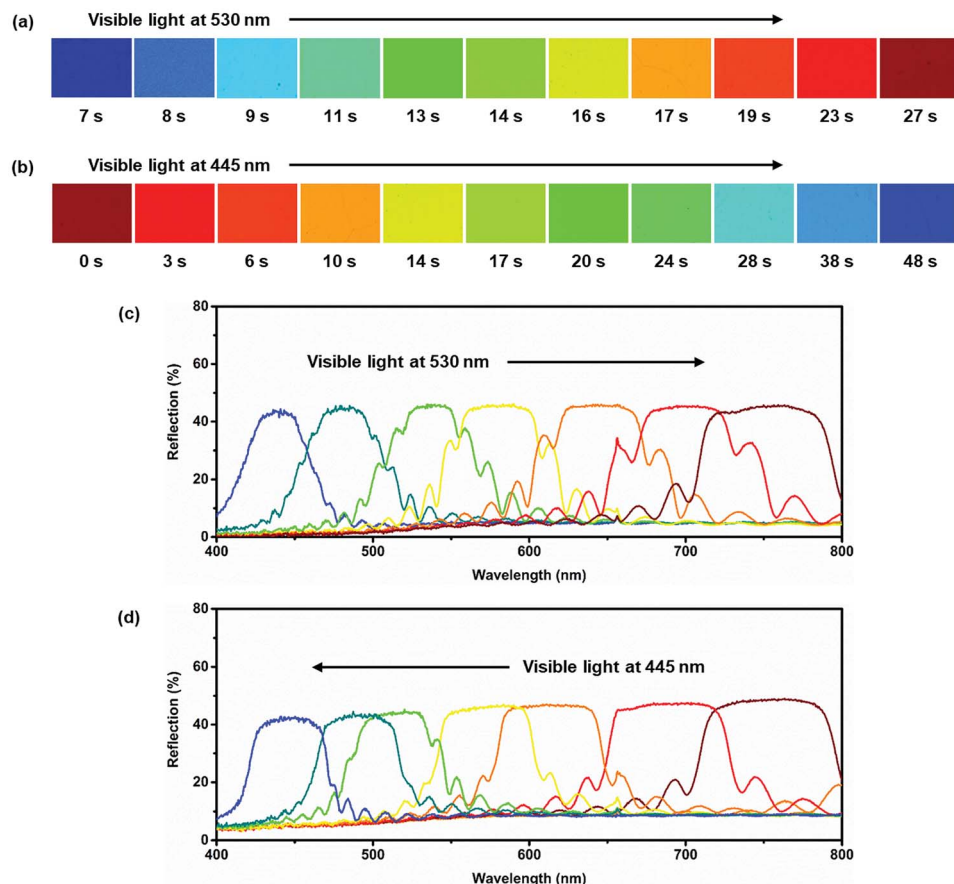 (a) Visible light at 530 nm
7 s 8 s 9 s 11 s 13 s 14 s 16 s 17 s 19 s 23 s 27 s
(b) Visible light at 445 nm
0 s 3 s 6 s 10 s 14 s 17 s 20 s 24 s 28 s 38 s 48 s
(c)
Visible light at 530 nm
Reflection (%)
80
60
40
20
0
400 500 600 700 800
Wavelength (nm)
(d)
Visible light at 445 nm
Reflection (%)
80
60
40
20
0
400 500 600 700 800
Wavelength (nm)